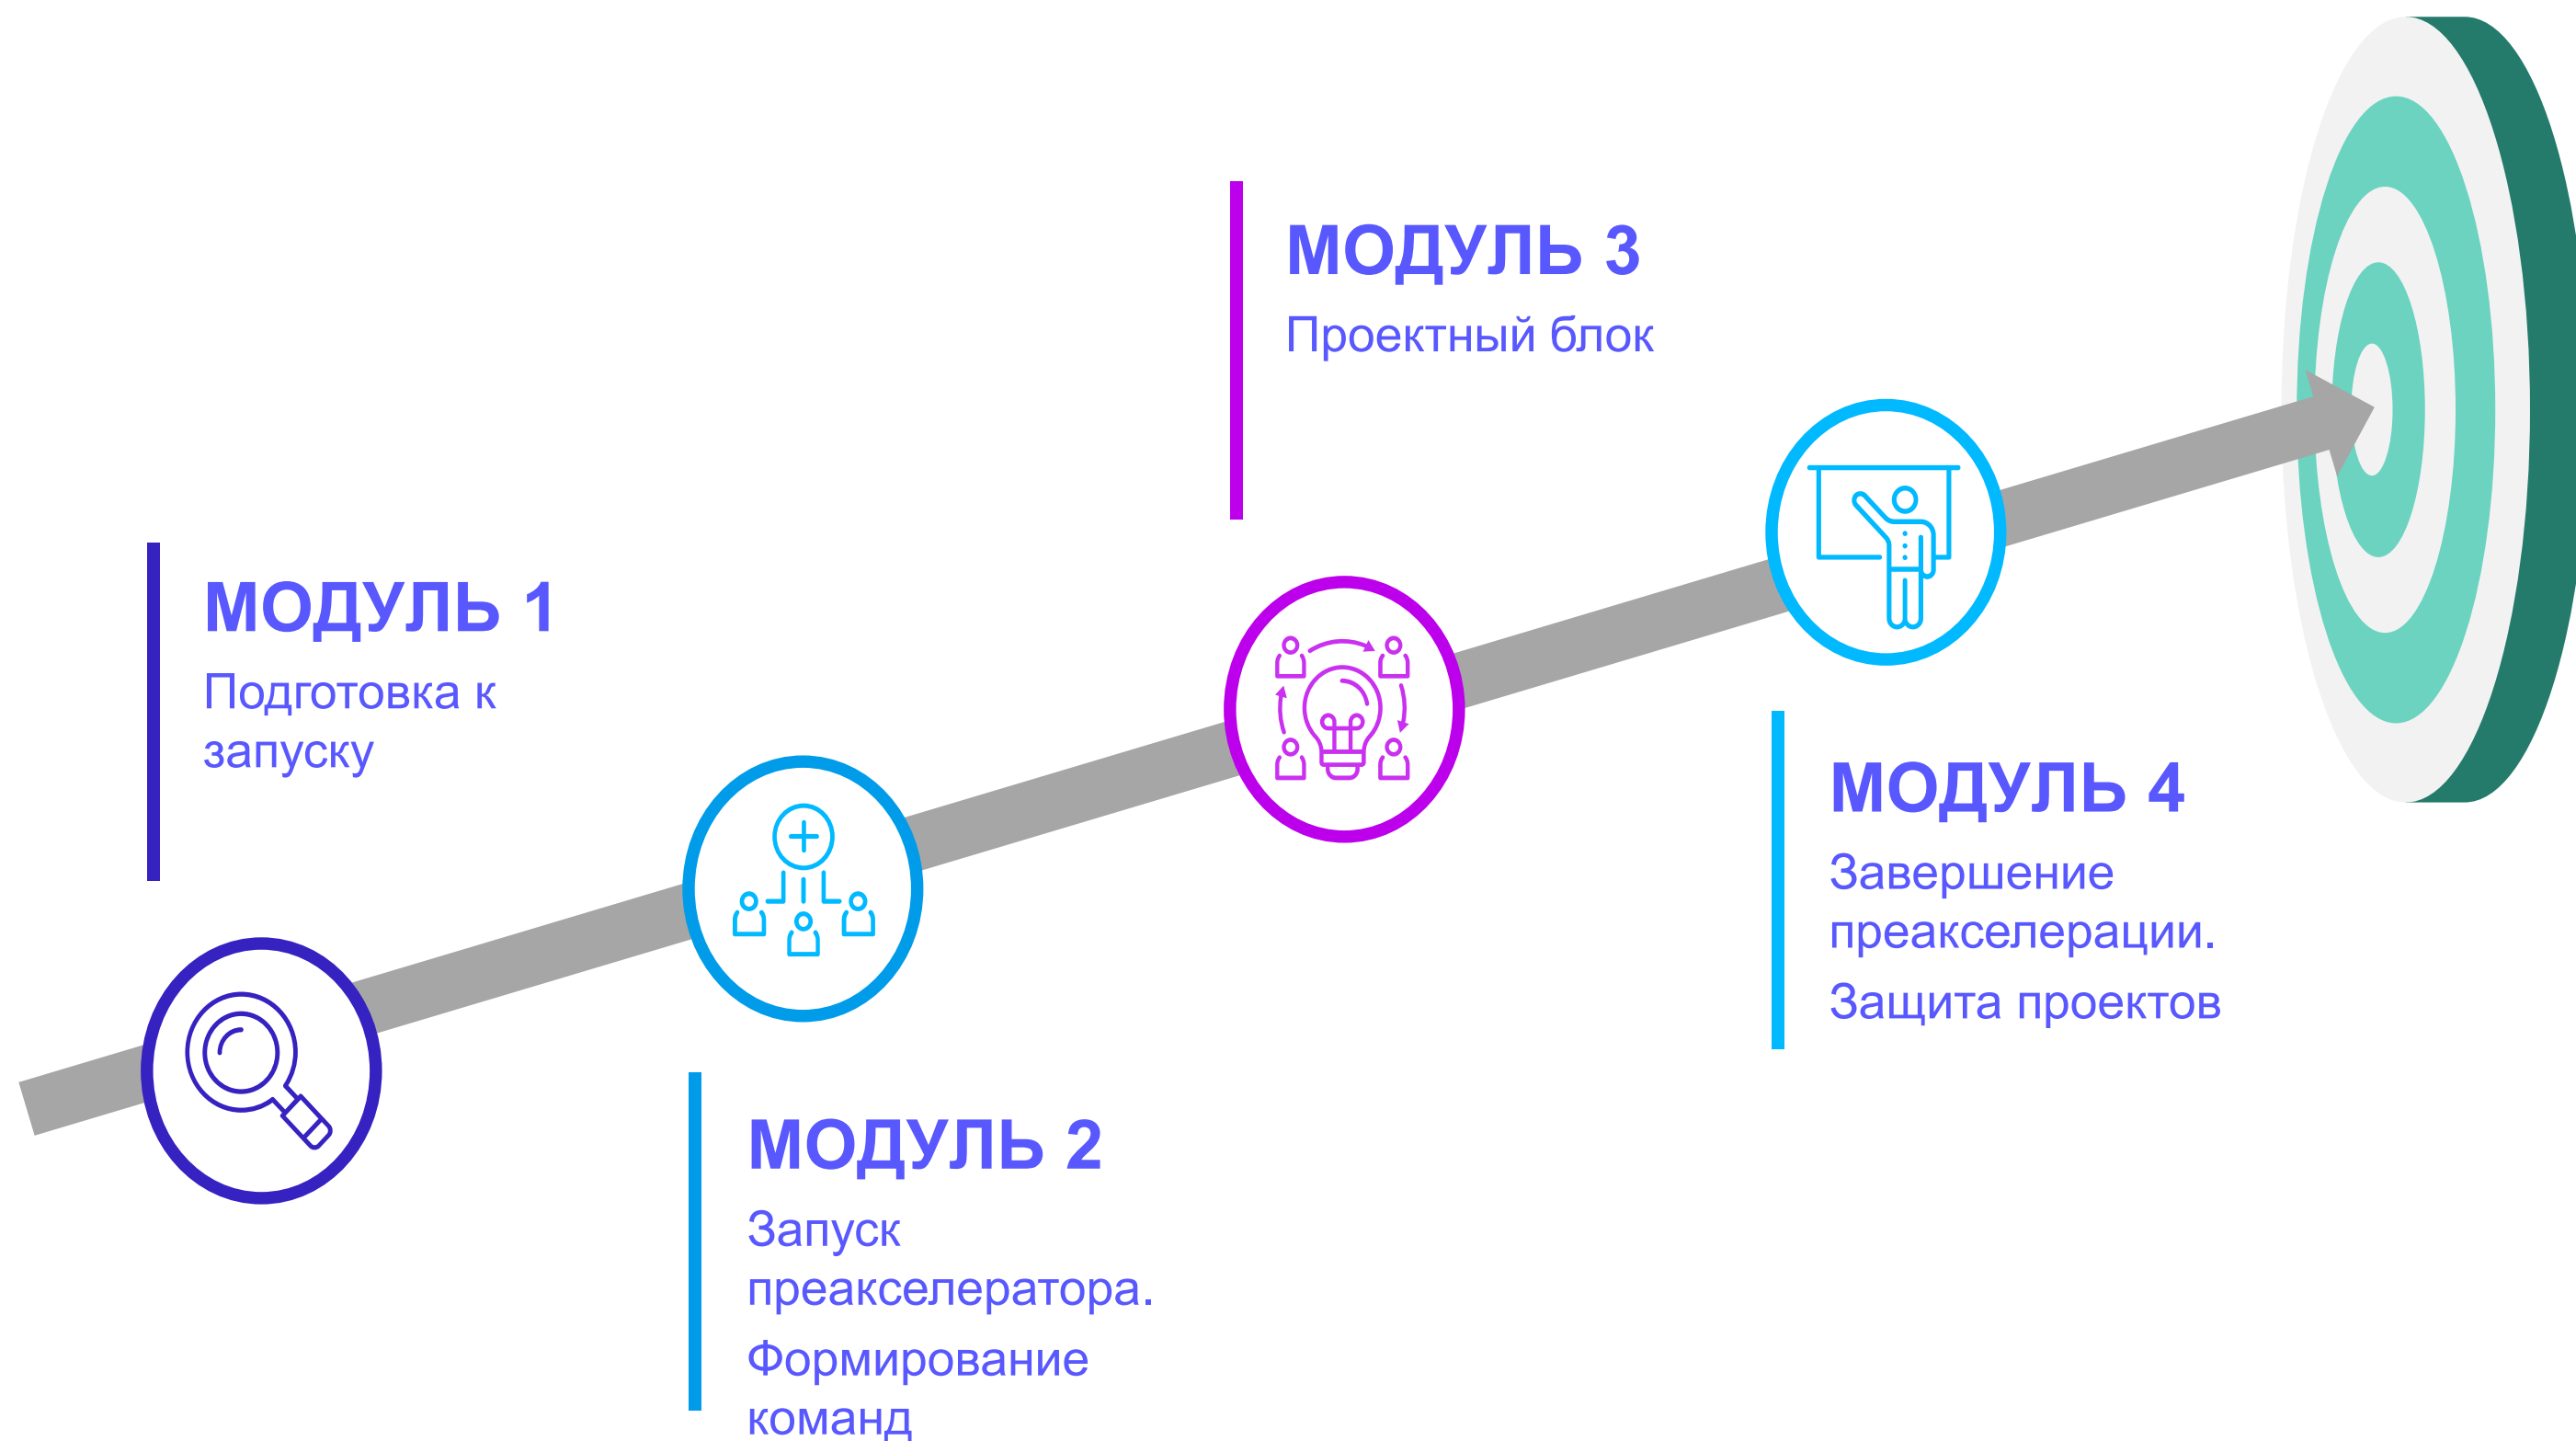 МОДУЛЬ 1
Подготовка к
запуску
МОДУЛЬ 2
Запуск
преакселератора.
Формирование
команд
МОДУЛЬ 3
Проектный блок
МОДУЛЬ 4
Завершение
преакселерации.
Защита проектов